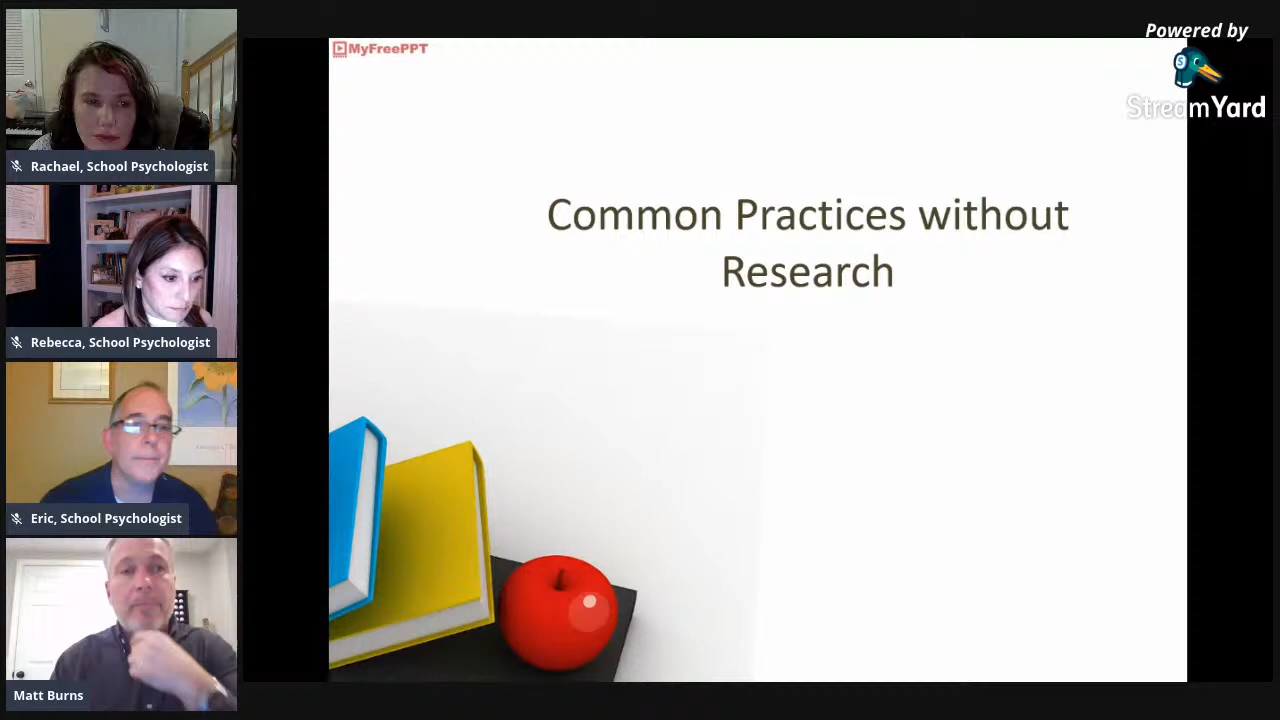 Rachael, School Psychologist
Rebecca, School Psychologist
Eric, School Psychologist
Matt Burns
MyFreePPT
Common Practices without
Research
Powered by
S
StreamYard